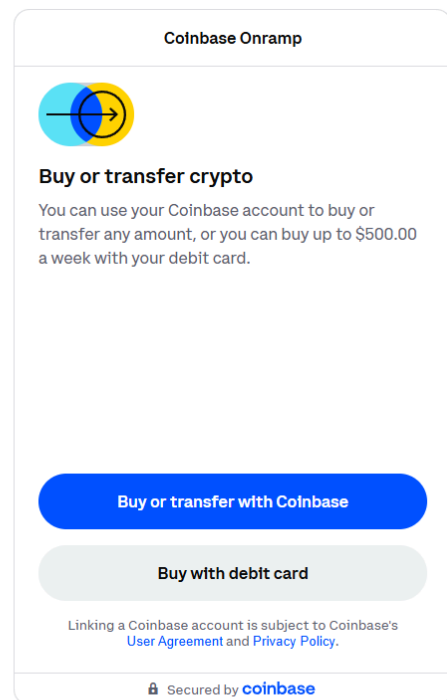 Coinbase Onramp
Buy or transfer crypto
You can use your Coinbase account to buy or
transfer any amount, or you can buy up to $500.00
a week with your debit card.
Buy or transfer with Coinbase
Buy with debit card
Linking a Coinbase account is subject to Coinbase's
User Agreement and Privacy Policy.
Secured by coinbase